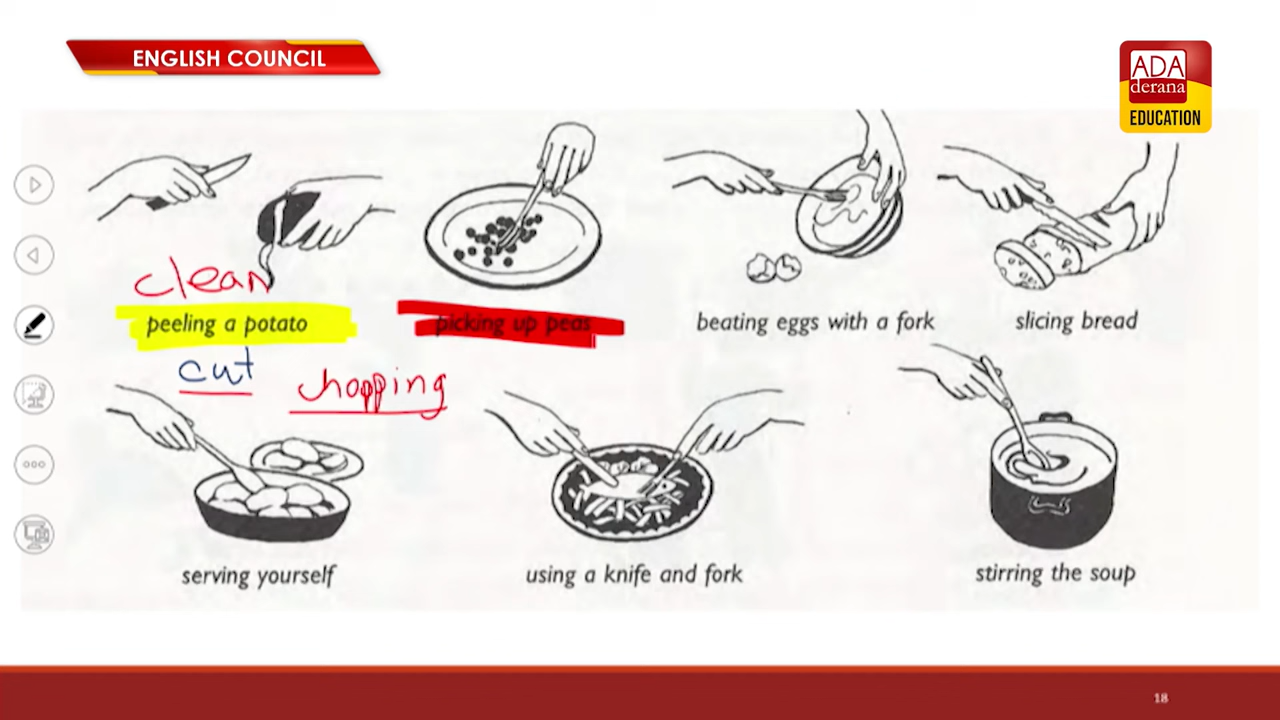 ENGLISH COUNCIL
ADA
derana
EDUCATION
clean
peeling a potato
picking up peas
beating eggs with a fork
slicing bread
cut
chopping
serving yourself
using a knife and fork
stirring the soup
18